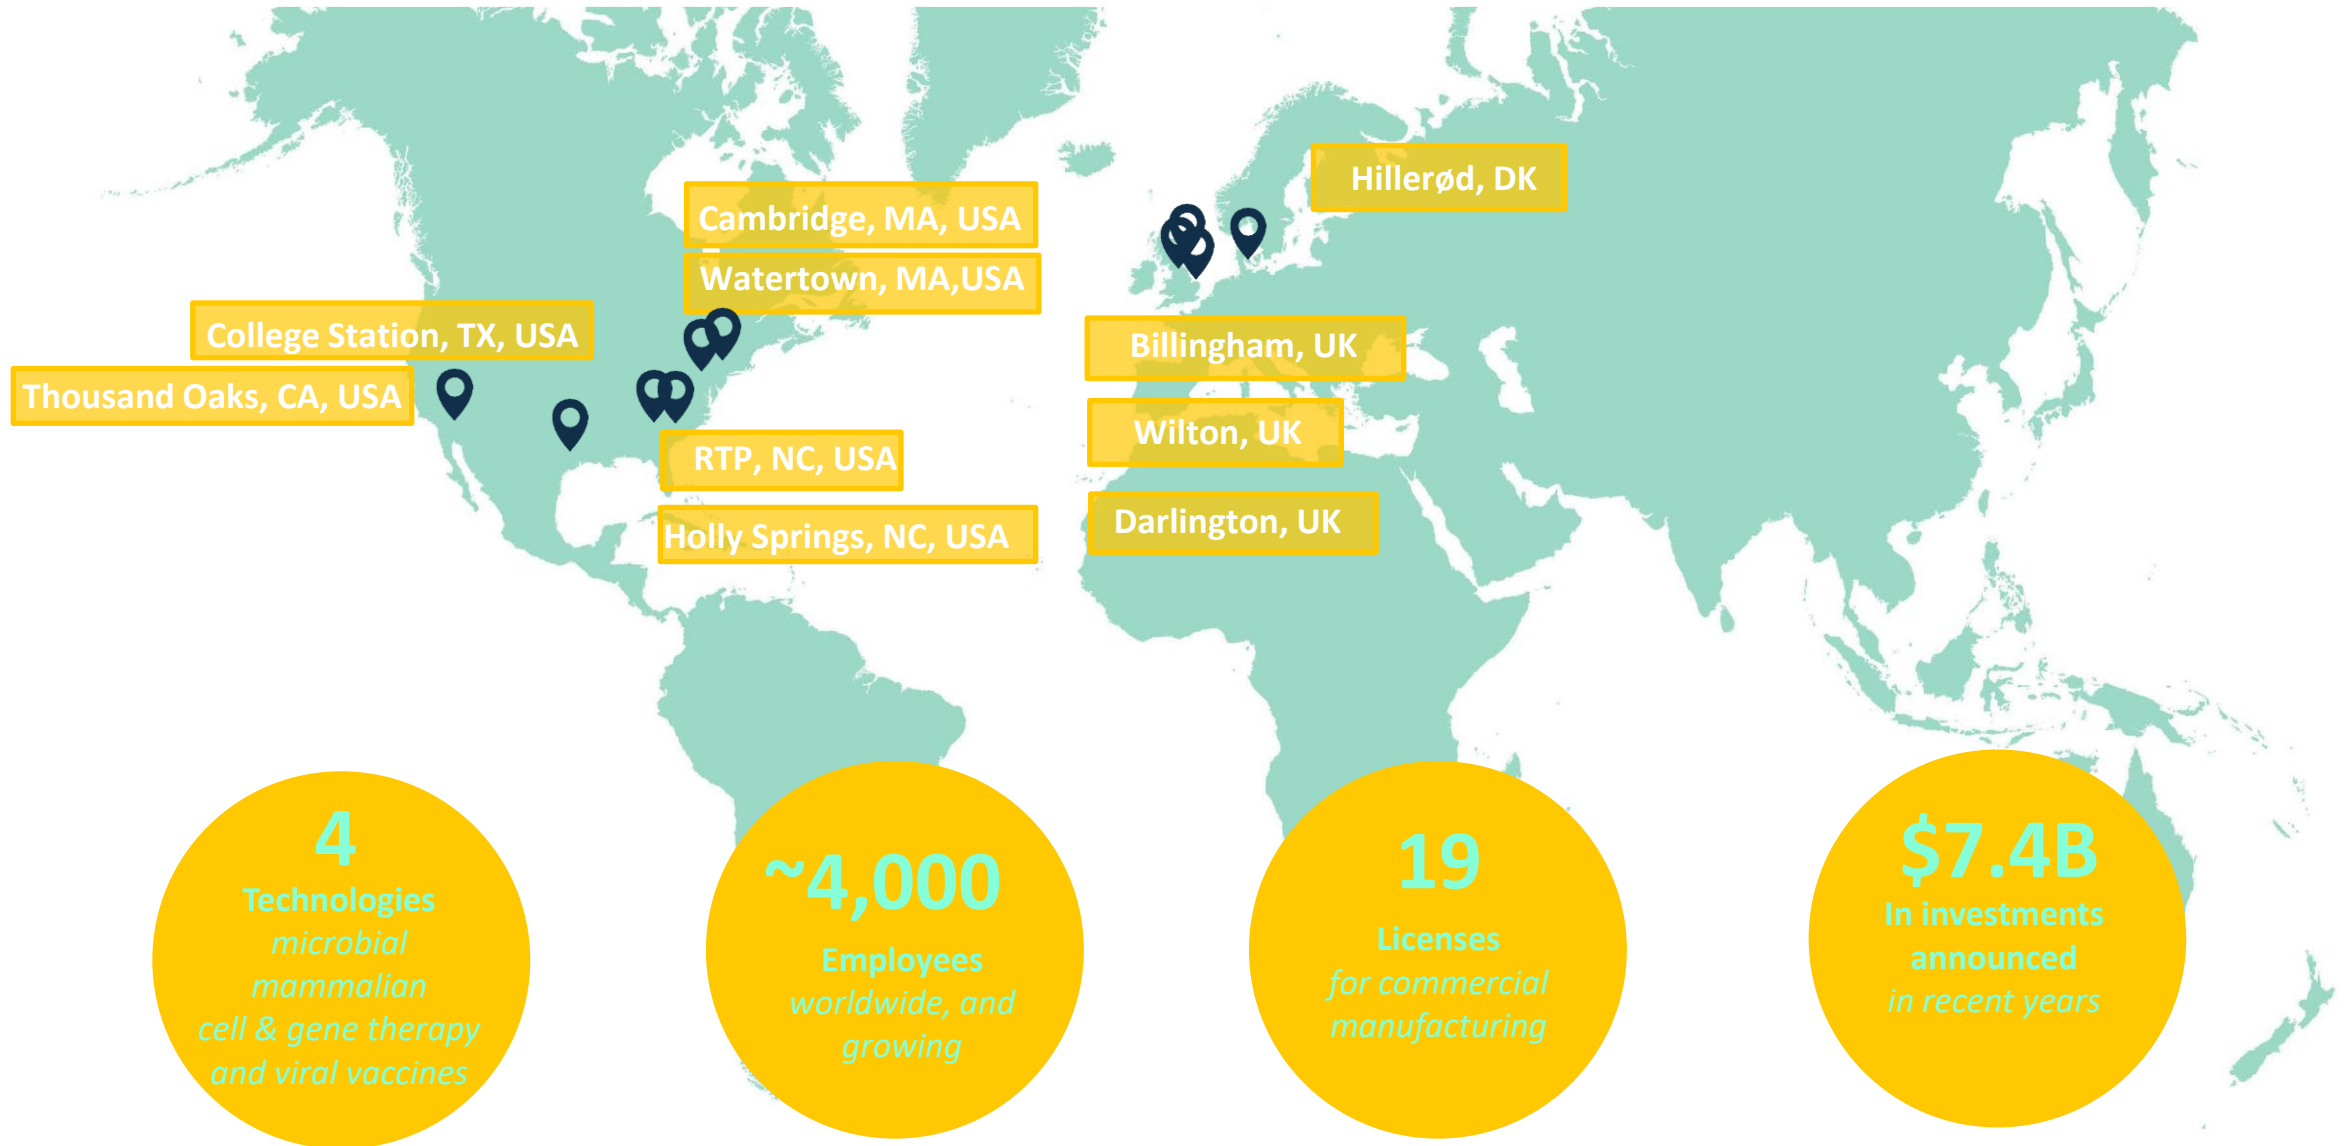 Hillerød, DK
Cambridge, MA, USA
Watertown, MA,USA
College Station, TX, USA
Thousand Oaks, CA, USA
Billingham, UK
Wilton, UK
RTP, NC, USA
Darlington, UK
Holly Springs, NC, USA
4
Technologies
microbial
mammalian
cell & gene therapy
and viral vaccines
~4,000
Employees
worldwide, and
growing
19
Licenses
for commercial
manufacturing
$7.4B
In investments
announced
in recent years